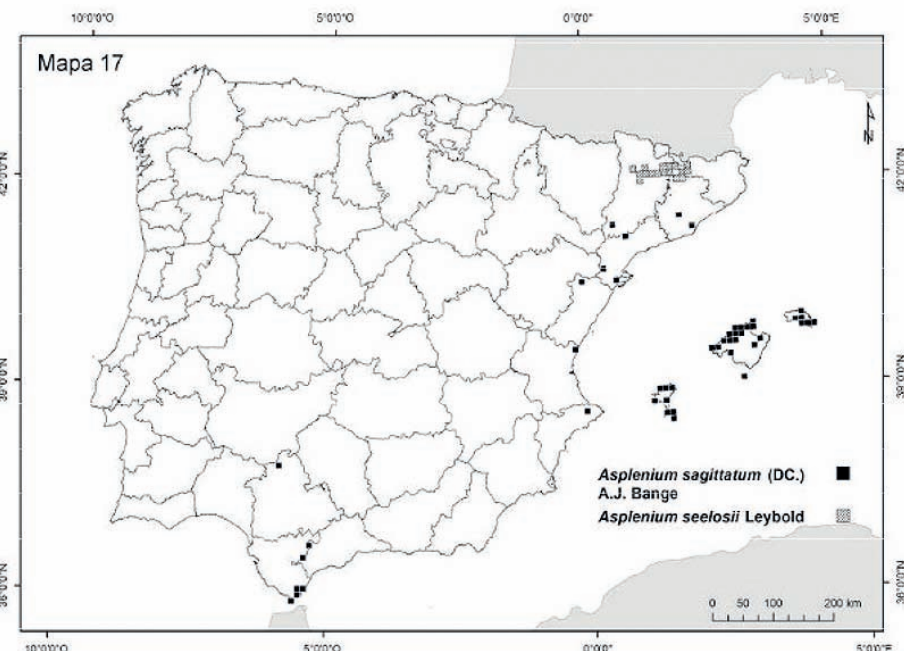 10°0'0"O 5°0'0"O 0°0'0" 5°0'0"E
Mapa 17
N
42°0'0"N 42°0'0"N
39°0'0"N 39°0'0"N
36°0'0"N 36°0'0"N
Asplenium sagittatum (DC.)
A.J. Bange
Asplenium seelosii Leybold
0 50 100 200 km
10°0'0"O 5°0'0"O 0°0'0" 5°0'0"E